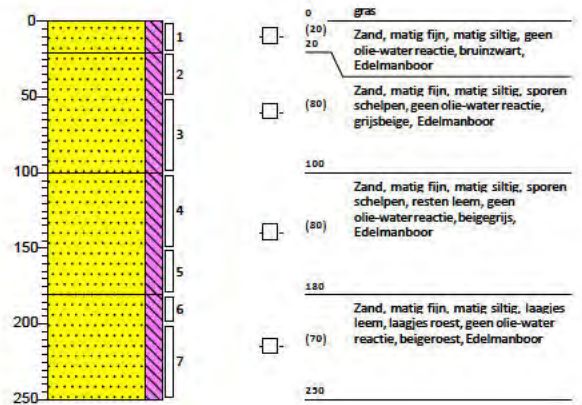 0
50
100
150
200
250
1
2
3
4
5
6
7
0 gras
(20) Zand, matig fijn, matig siltig, geen
20 olie-water reactie, bruinzwart,
Edelmanboor
Zand, matig fijn, matig siltig, sporen
(80) schelpen, geen olie-water reactie,
grijsbeige, Edelmanboor
100
Zand, matig fijn, matig siltig, sporen
schelpen, resten leem, geen
(80) olie-water reactie, beigegrijs,
Edelmanboor
180
Zand, matig fijn, matig siltig, laagjes
leem, laagjes roest, geen olie-water
(70) reactie, beigeroest, Edelmanboor
250